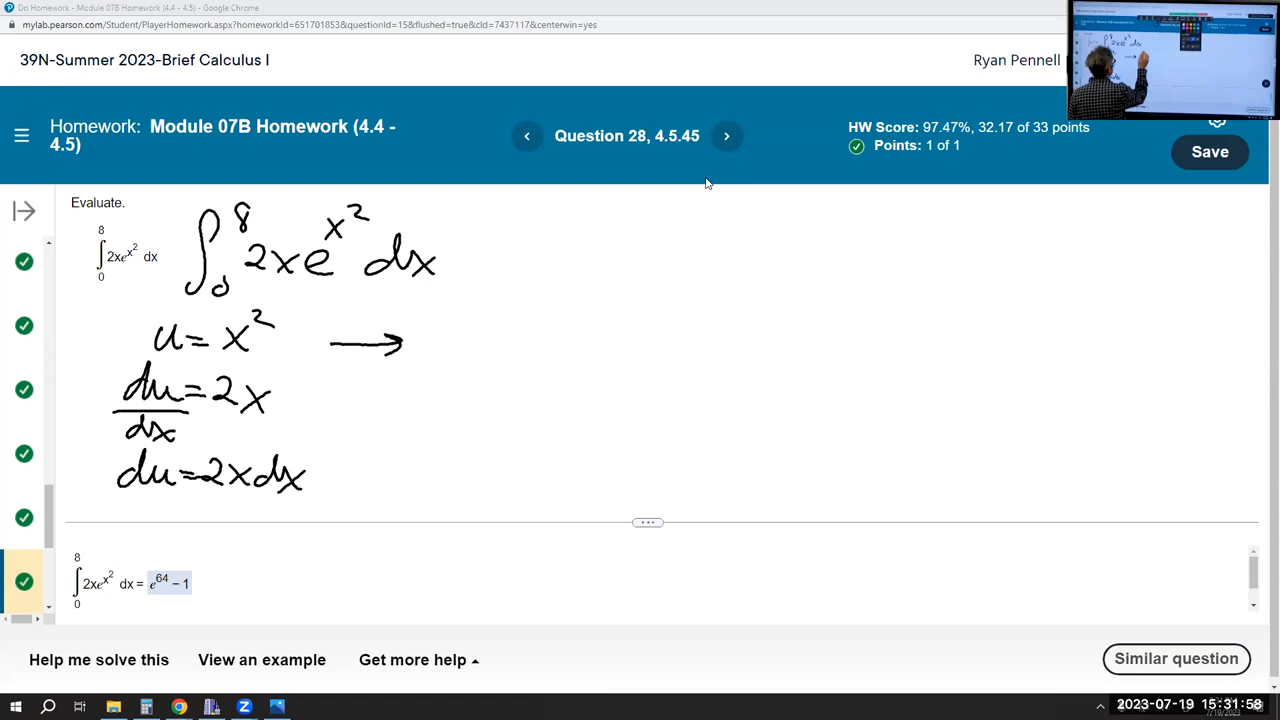 Do Homework - Module 07B Homework (4.4 - 4.5) - Google Chrome
mylab.pearson.com/Student/PlayerHomework.aspx?homeworkId=651701853&questionId=15&flushed=true&cId=7437117&centerwin=yes
39N-Summer 2023-Brief Calculus I
Ryan Pennell
Homework: Module 07B Homework (4.4 - 4.5)
Question 28, 4.5.45
HW Score: 97.47%, 32.17 of 33 points
Points: 1 of 1
Save
Evaluate.
∫₀⁸ 2xe^{x²} dx
∫₀⁸ 2xe^{x²} dx
u = x² →
du/dx = 2x
du = 2x dx
∫₀⁸ 2xe^{x²} dx = e^{64} − 1
Help me solve this
View an example
Get more help
Similar question
2023-07-19 15:31:58